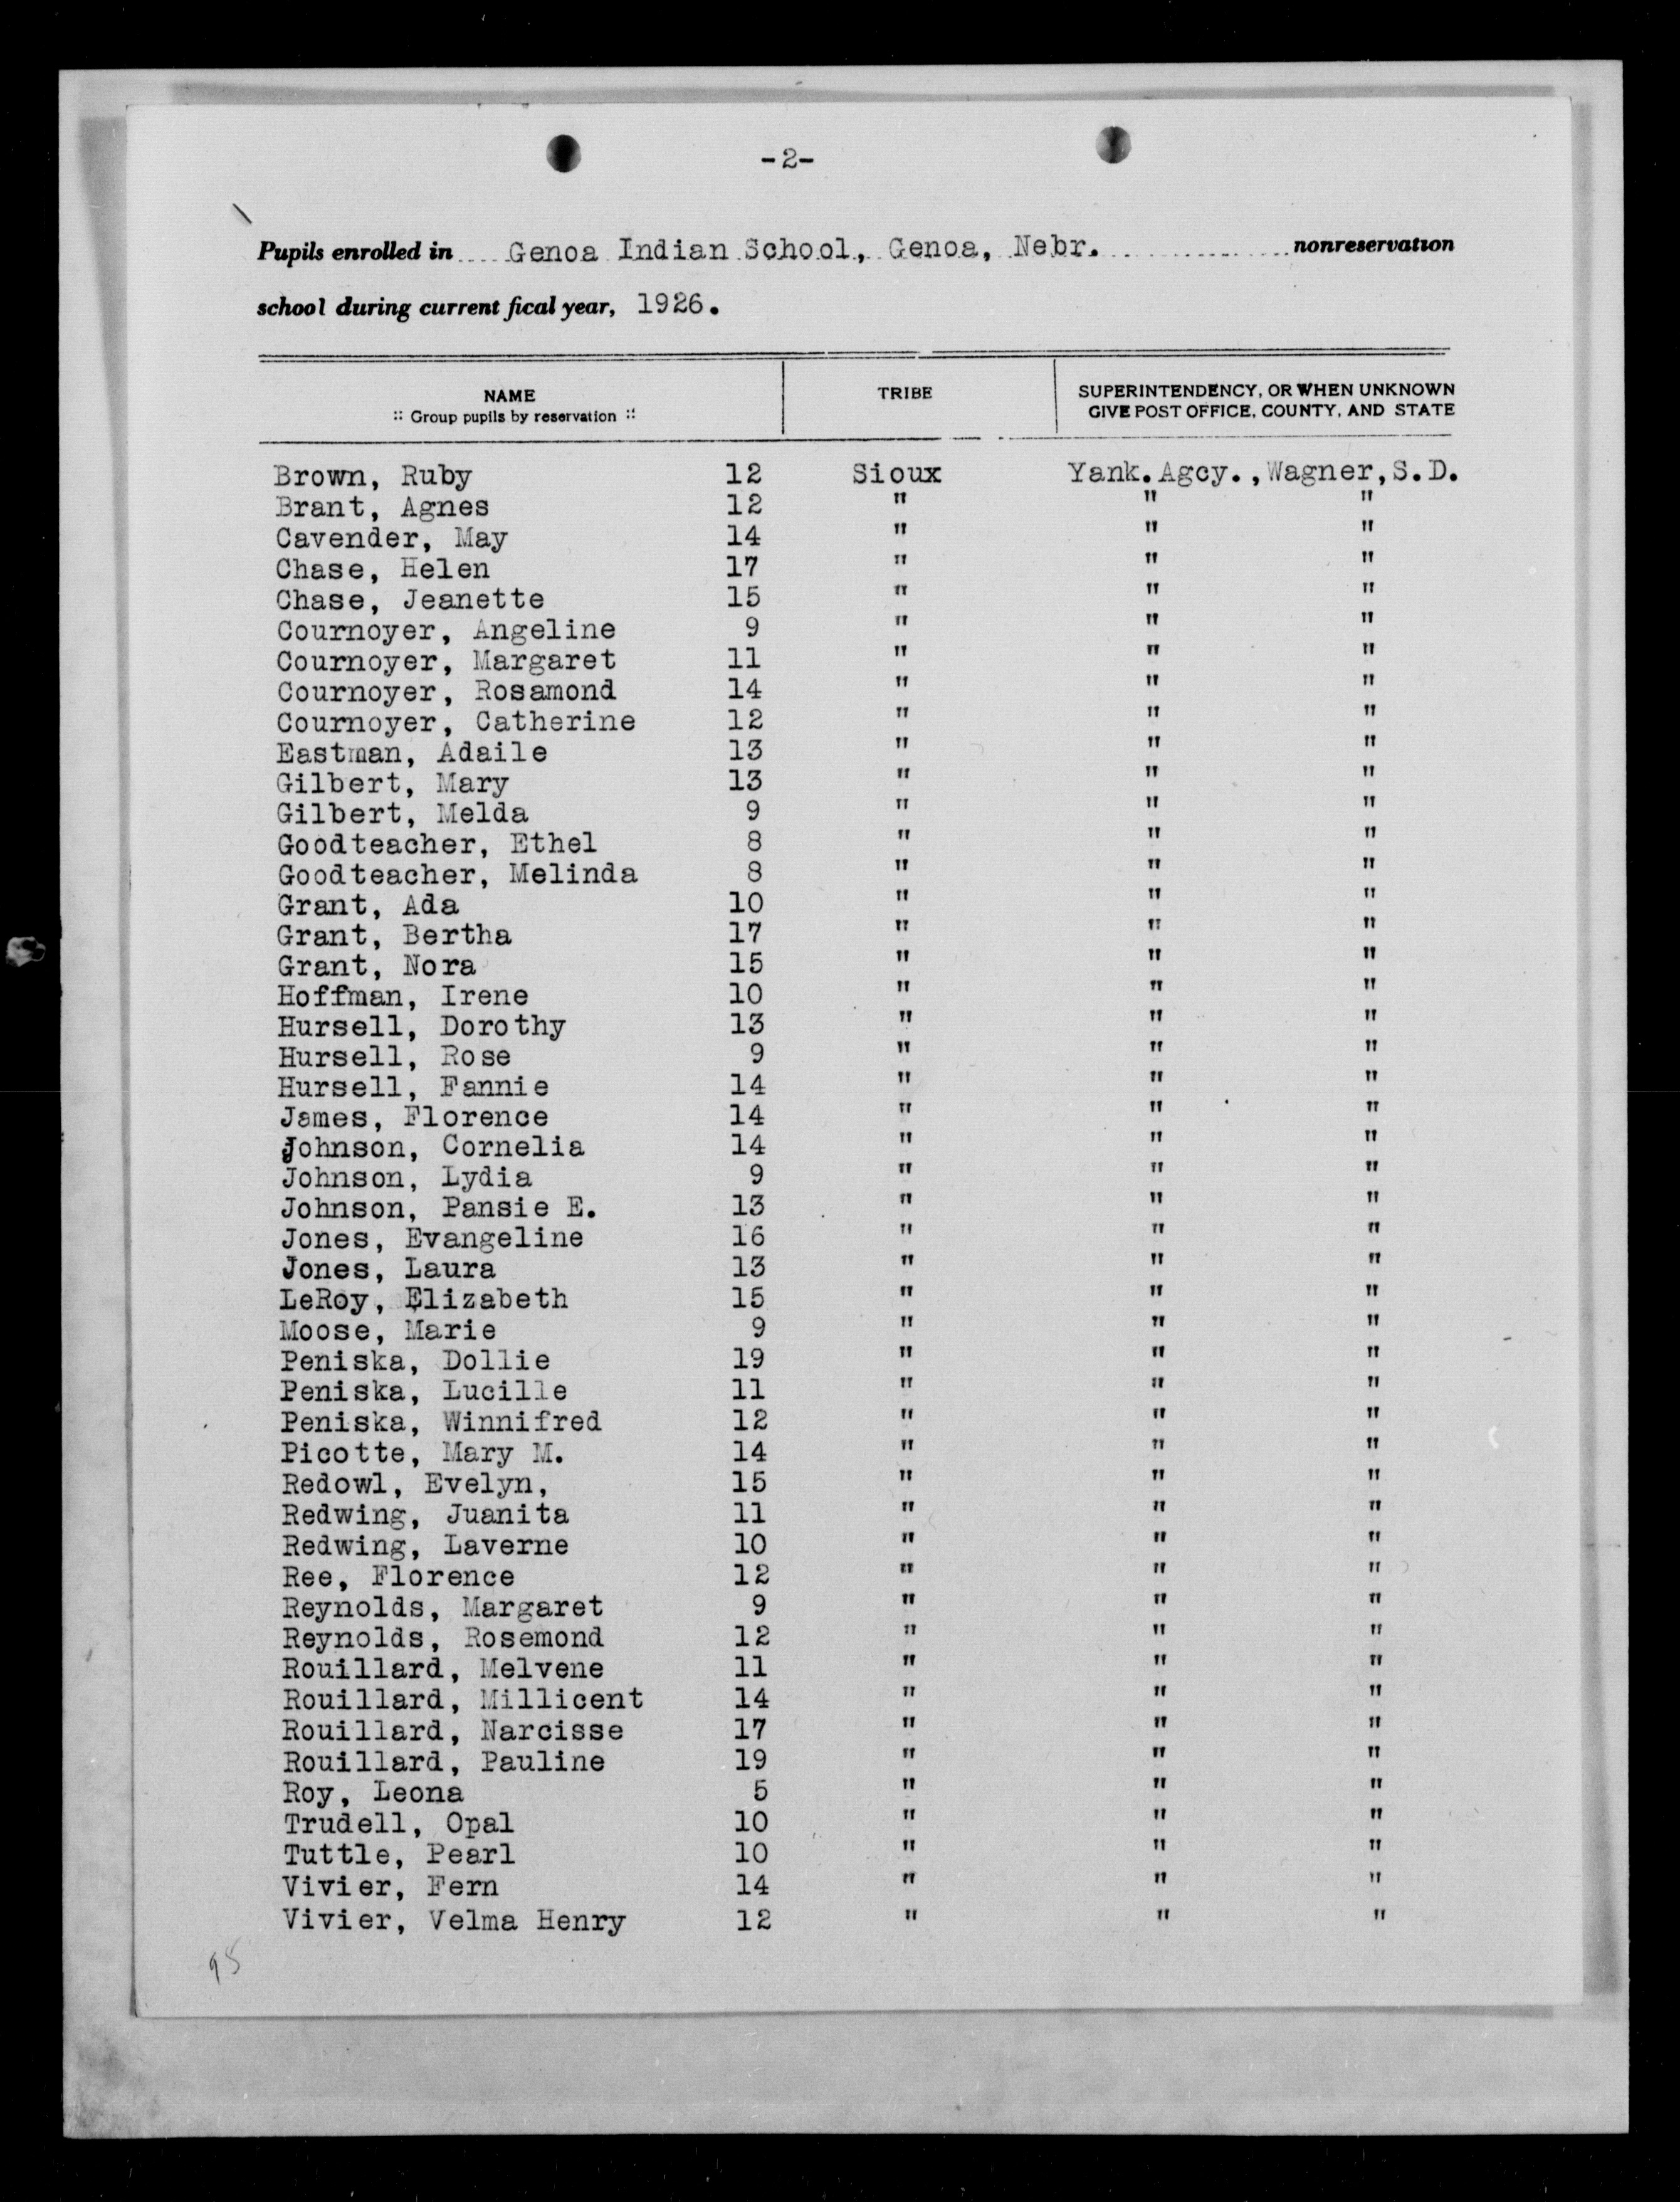 -2-
Pupils enrolled in Genoa Indian School, Genoa, Nebr. nonreservation
school during current fical year, 1926.
NAME TRIBE SUPERINTENDENCY, OR WHEN UNKNOWN
:: Group pupils by reservation :: GIVE POST OFFICE, COUNTY, AND STATE
Brown, Ruby 12 Sioux Yank. Agcy., Wagner, S.D.
Brant, Agnes 12 " " "
Cavender, May 14 " " "
Chase, Helen 17 " " "
Chase, Jeanette 15 " " "
Cournoyer, Angeline 9 " " "
Cournoyer, Margaret 11 " " "
Cournoyer, Rosamond 14 " " "
Cournoyer, Catherine 12 " " "
Eastman, Adaile 13 " " "
Gilbert, Mary 13 " " "
Gilbert, Melda 9 " " "
Goodteacher, Ethel 8 " " "
Goodteacher, Melinda 8 " " "
Grant, Ada 10 " " "
Grant, Bertha 17 " " "
Grant, Nora 15 " " "
Hoffman, Irene 10 " " "
Hursell, Dorothy 13 " " "
Hursell, Rose 9 " " "
Hursell, Fannie 14 " " "
James, Florence 14 " " "
Johnson, Cornelia 14 " " "
Johnson, Lydia 9 " " "
Johnson, Pansie E. 13 " " "
Jones, Evangeline 16 " " "
Jones, Laura 13 " " "
LeRoy, Elizabeth 15 " " "
Moose, Marie 9 " " "
Peniska, Dollie 19 " " "
Peniska, Lucille 11 " " "
Peniska, Winnifred 12 " " "
Picotte, Mary M. 14 " " "
Redowl, Evelyn, 15 " " "
Redwing, Juanita 11 " " "
Redwing, Laverne 10 " " "
Ree, Florence 12 " " "
Reynolds, Margaret 9 " " "
Reynolds, Rosemond 12 " " "
Rouillard, Melvene 11 " " "
Rouillard, Millicent 14 " " "
Rouillard, Narcisse 17 " " "
Rouillard, Pauline 19 " " "
Roy, Leona 5 " " "
Trudell, Opal 10 " " "
Tuttle, Pearl 10 " " "
Vivier, Fern 14 " " "
Vivier, Velma Henry 12 " " "
95